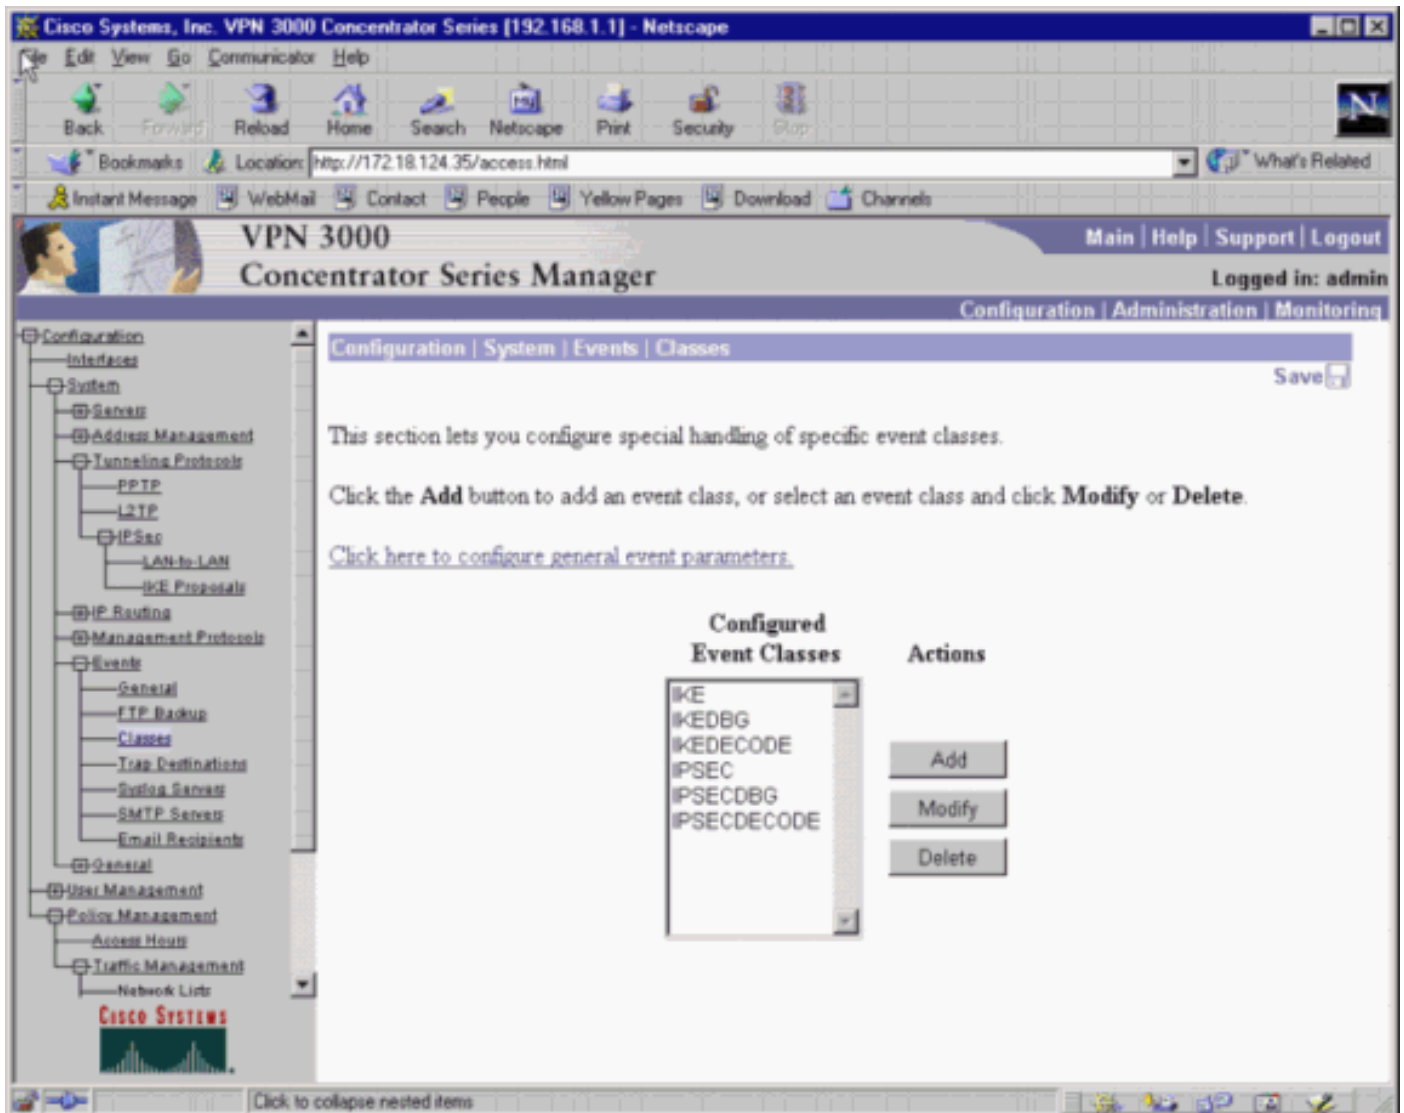 Cisco Systems, Inc. VPN 3000 Concentrator Series [192.168.1.1] - Netscape
File Edit View Go Communicator Help
Back Forward Reload Home Search Netscape Print Security Stop
Bookmarks Location: http://172.18.124.35/access.html What's Related
Instant Message WebMail Contact People Yellow Pages Download Channels
VPN 3000
Concentrator Series Manager
Main | Help | Support | Logout
Logged in: admin
Configuration | Administration | Monitoring
Configuration
Interfaces
System
Servers
Address Management
Tunneling Protocols
PPTP
L2TP
IPSec
LAN-to-LAN
IKE Proposals
IP Routing
Management Protocols
Events
General
FTP Backup
Classes
Trap Destinations
Syslog Servers
SMTP Servers
Email Recipients
General
User Management
Policy Management
Access Hours
Traffic Management
Network Lists
CISCO SYSTEMS
Configuration | System | Events | Classes
Save
This section lets you configure special handling of specific event classes.
Click the Add button to add an event class, or select an event class and click Modify or Delete.
Click here to configure general event parameters.
Configured
Event Classes
Actions
IKE
IKEDBG
IKEDECODE
IPSEC
IPSECDBG
IPSECDECODE
Add
Modify
Delete
Click to collapse nested items